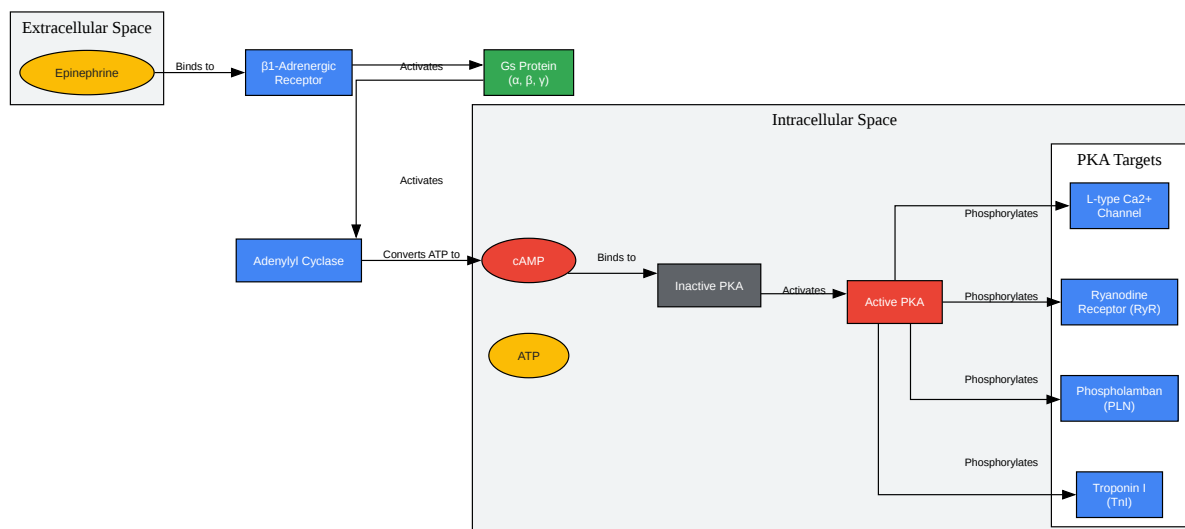 Extracellular Space
Epinephrine
Binds to
β1-Adrenergic
Receptor
Activates
Gs Protein
(α, β, γ)
Activates
Adenylyl Cyclase
Converts ATP to
Intracellular Space
cAMP
ATP
Binds to
Inactive PKA
Activates
Active PKA
Phosphorylates
Phosphorylates
Phosphorylates
Phosphorylates
PKA Targets
L-type Ca2+
Channel
Ryanodine
Receptor (RyR)
Phospholamban
(PLN)
Troponin I
(TnI)